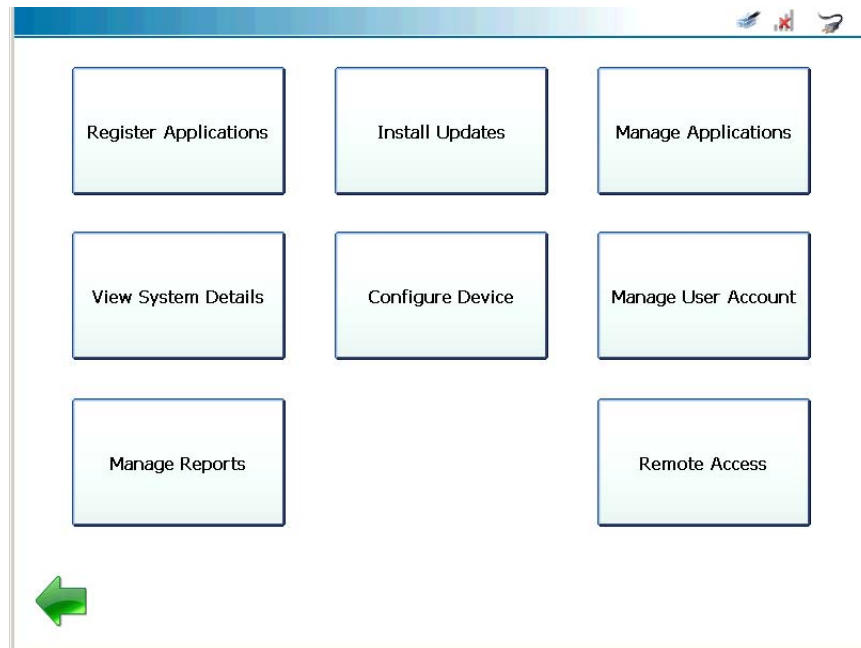 Register Applications
Install Updates
Manage Applications
View System Details
Configure Device
Manage User Account
Manage Reports
Remote Access